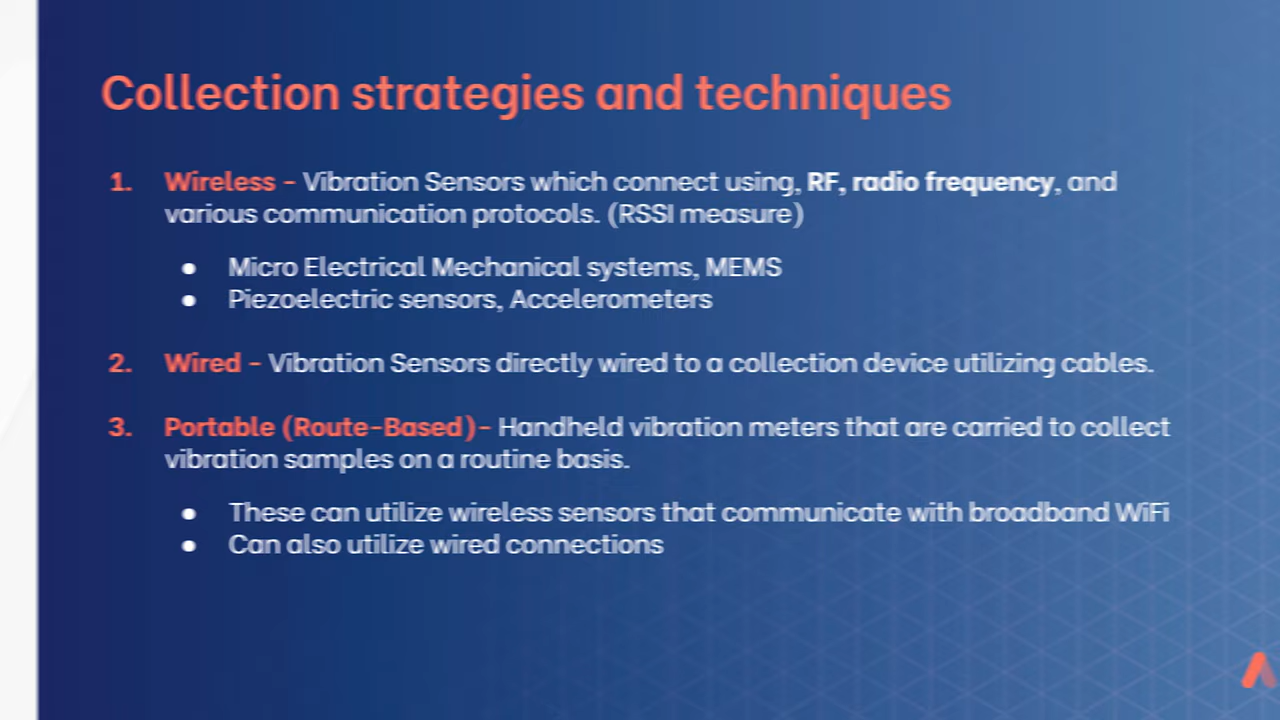 Collection strategies and techniques
1. Wireless - Vibration Sensors which connect using, RF, radio frequency, and
various communication protocols. (RSSI measure)
● Micro Electrical Mechanical systems, MEMS
● Piezoelectric sensors, Accelerometers
2. Wired - Vibration Sensors directly wired to a collection device utilizing cables.
3. Portable (Route-Based)- Handheld vibration meters that are carried to collect
vibration samples on a routine basis.
● These can utilize wireless sensors that communicate with broadband WiFi
● Can also utilize wired connections